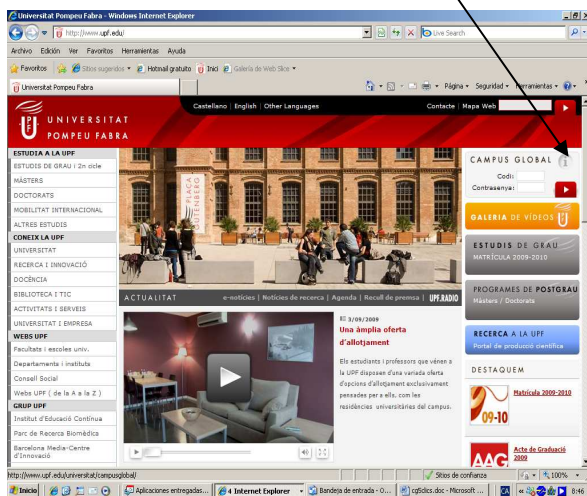 Universitat Pompeu Fabra - Windows Internet Explorer
http://www.upf.edu/
Live Search
Archivo Edición Ver Favoritos Herramientas Ayuda
Favoritos Sitios sugeridos Hotmail gratuito Inici Galería de Web Slice
Universitat Pompeu Fabra
Página Seguridad Herramientas
Castellano | English | Other Languages
Contacte | Mapa Web
UNIVERSITAT
POMPEU FABRA
ESTUDIA A LA UPF
ESTUDIS DE GRAU i 2n cicle
MÀSTERS
DOCTORATS
MOBILITAT INTERNACIONAL
ALTRES ESTUDIS
CONEIX LA UPF
UNIVERSITAT
RECERCA I INNOVACIÓ
DOCÈNCIA
BIBLIOTECA I TIC
ACTIVITATS I SERVEIS
UNIVERSITAT I EMPRESA
WEBS UPF
Facultats i escoles univ.
Departaments i instituts
Consell Social
Webs UPF ( de la A a la Z )
GRUP UPF
Institut d'Educació Contínua
Parc de Recerca Biomèdica
Barcelona Media-Centre
d'Innovació
PLAÇA
GUTENBERG
ACTUALITAT
e-notícies | Notícies de recerca | Agenda | Recull de premsa | UPF.RADIO
3/09/2009
Una àmplia oferta
d'allotjament
Els estudiants i professors que vénen a
la UPF disposen d'una variada oferta
d'opcions d'allotjament exclusivament
pensades per a ells, com les
residències universitàries del campus.
CAMPUS GLOBAL
Codi:
Contrasenya:
GALERIA DE VÍDEOS
ESTUDIS DE GRAU
MATRÍCULA 2009-2010
PROGRAMES DE POSTGRAU
Màsters / Doctorats
RECERCA A LA UPF
Portal de producció científica
DESTAQUEM
09-10
Matrícula 2009-2010
AAG
Acte de Graduació
2009
http://www.upf.edu/universitat/campusglobal/
Sitios de confianza
100%
Inicio
Aplicaciones entregadas...
4 Internet Explorer
Bandeja de entrada - O...
cg5dics.doc - Microsoft ...
CA